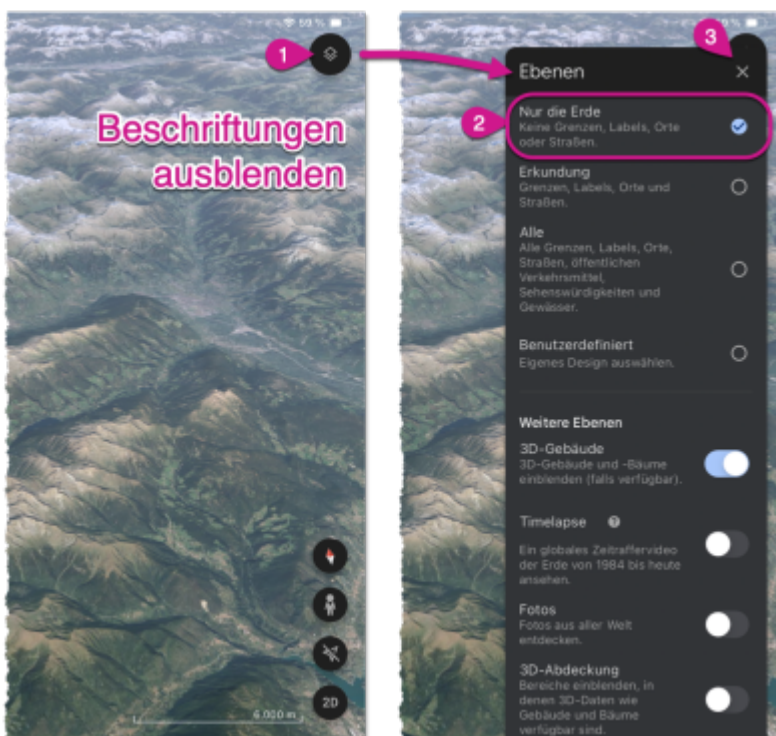 59 %
1
Beschriftungen
ausblenden
2D
6.000 m
3
Ebenen
2
Nur die Erde
Keine Grenzen, Labels, Orte
oder Straßen.
Erkundung
Grenzen, Labels, Orte und
Straßen.
Alle
Alle Grenzen, Labels, Orte,
Straßen, öffentlichen
Verkehrsmittel,
Sehenswürdigkeiten und
Gewässer.
Benutzerdefiniert
Eigenes Design auswählen.
Weitere Ebenen
3D-Gebäude
3D-Gebäude und -Bäume
einblenden (falls verfügbar).
Timelapse
Ein globales Zeitraffervideo
der Erde von 1984 bis heute
ansehen.
Fotos
Fotos aus aller Welt
entdecken.
3D-Abdeckung
Bereiche einblenden, in
denen 3D-Daten wie
Gebäude und Bäume
verfügbar sind.